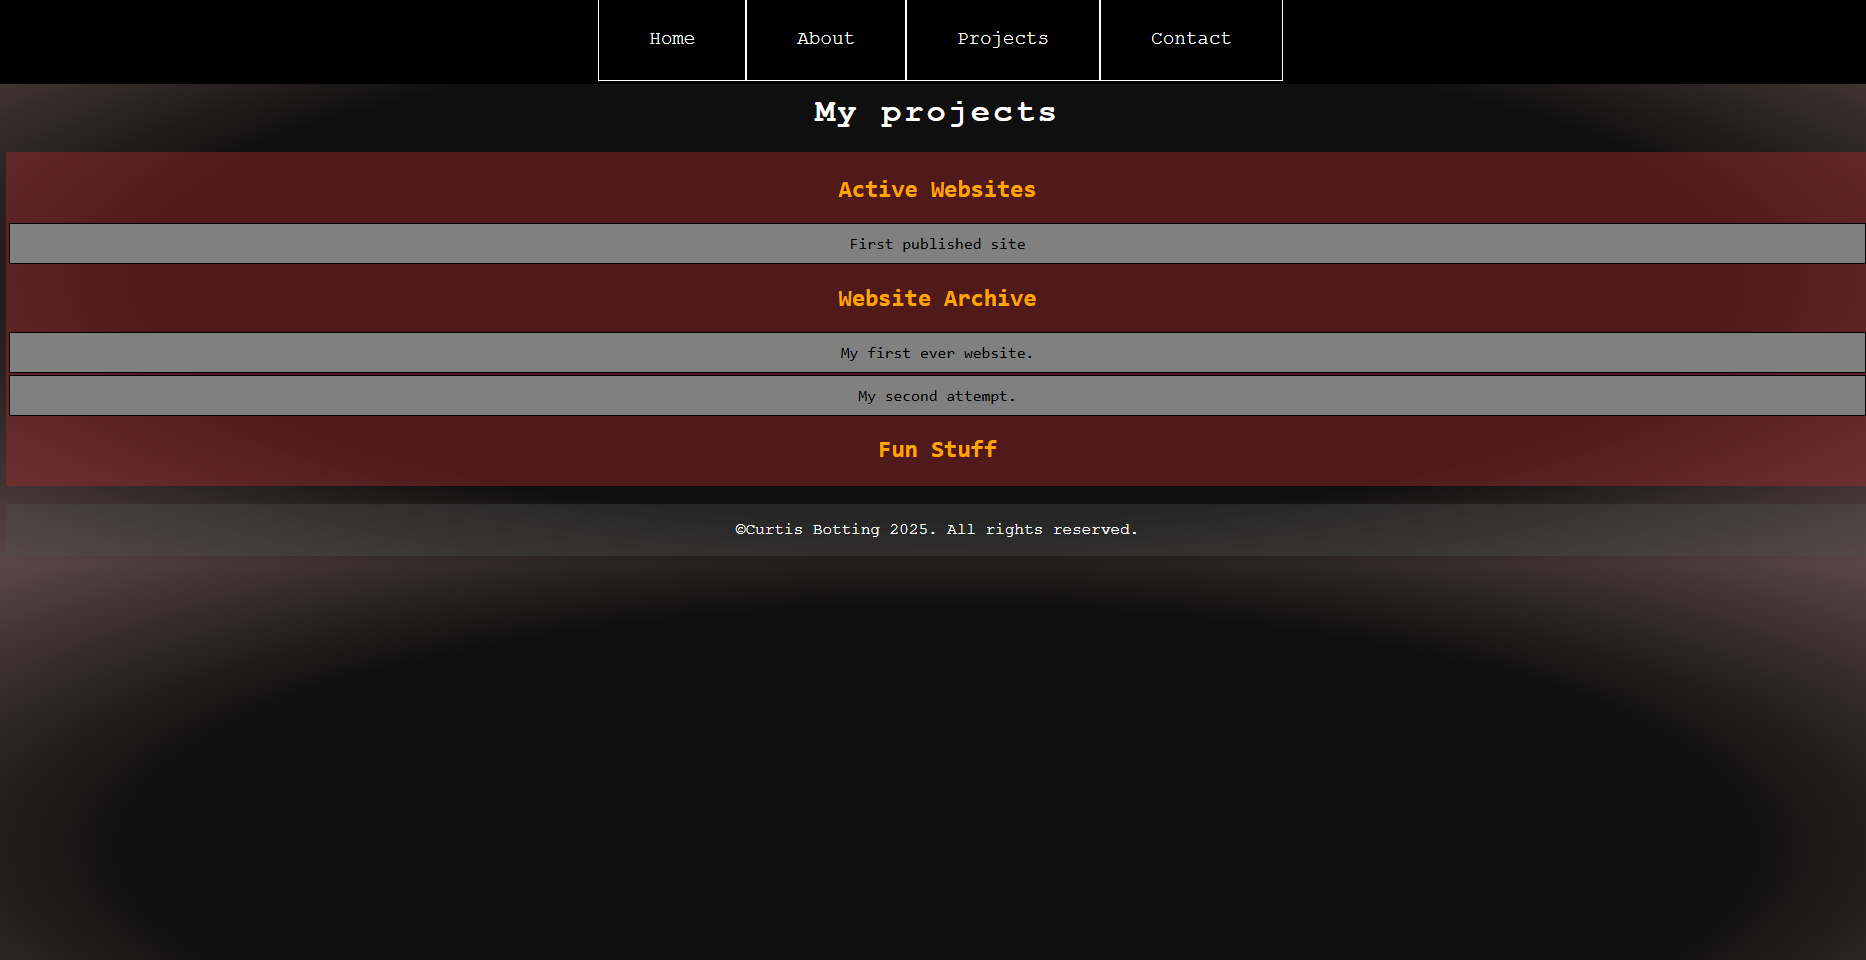 Home About Projects Contact
My projects
Active Websites
First published site
Website Archive
My first ever website.
My second attempt.
Fun Stuff
©Curtis Botting 2025. All rights reserved.